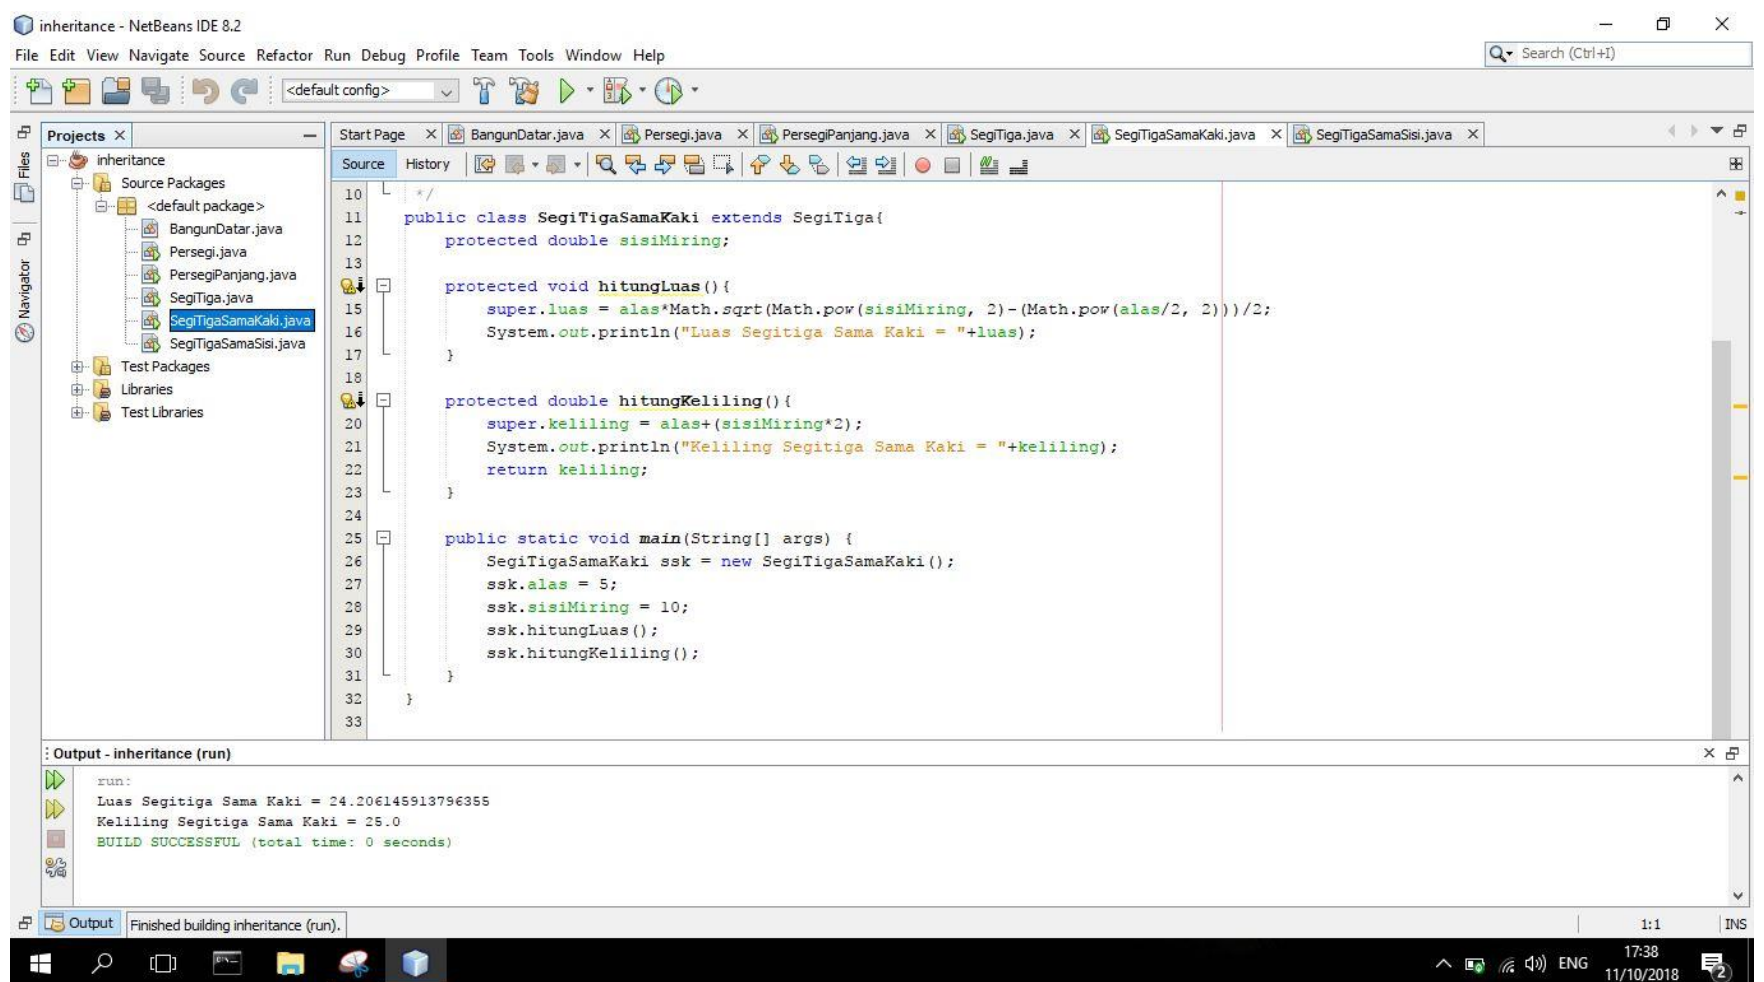 inheritance - NetBeans IDE 8.2
File Edit View Navigate Source Refactor Run Debug Profile Team Tools Window Help
Search (Ctrl+I)
<default config>
Projects
Start Page
BangunDatar.java
Persegi.java
PersegiPanjang.java
SegiTiga.java
SegiTigaSamaKaki.java
SegiTigaSamaSisi.java
Files
Navigator
inheritance
Source Packages
<default package>
BangunDatar.java
Persegi.java
PersegiPanjang.java
SegiTiga.java
SegiTigaSamaKaki.java
SegiTigaSamaSisi.java
Test Packages
Libraries
Test Libraries
Source History
10 */
11 public class SegiTigaSamaKaki extends SegiTiga{
12 protected double sisiMiring;
13
protected void hitungLuas(){
15 super.luas = alas*Math.sqrt(Math.pow(sisiMiring, 2)-(Math.pow(alas/2, 2)))/2;
16 System.out.println("Luas Segitiga Sama Kaki = "+luas);
17 }
18
protected double hitungKeliling(){
20 super.keliling = alas+(sisiMiring*2);
21 System.out.println("Keliling Segitiga Sama Kaki = "+keliling);
22 return keliling;
23 }
24
25 public static void main(String[] args) {
26 SegiTigaSamaKaki ssk = new SegiTigaSamaKaki();
27 ssk.alas = 5;
28 ssk.sisiMiring = 10;
29 ssk.hitungLuas();
30 ssk.hitungKeliling();
31 }
32 }
33
Output - inheritance (run)
run:
Luas Segitiga Sama Kaki = 24.206145913796355
Keliling Segitiga Sama Kaki = 25.0
BUILD SUCCESSFUL (total time: 0 seconds)
Output
Finished building inheritance (run).
1:1
INS
ENG
17:38
11/10/2018
2